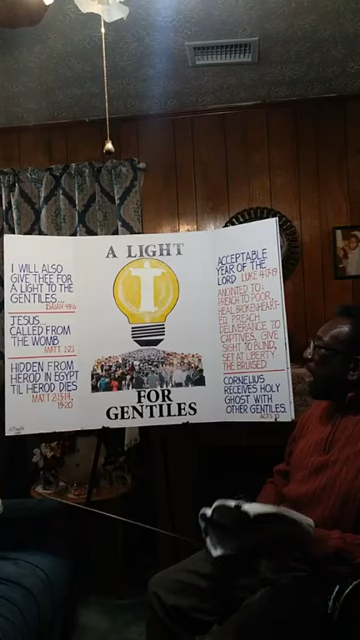 A LIGHT
FOR
GENTILES
I WILL ALSO
GIVE THEE FOR
A LIGHT TO THE
GENTILES...
ISAIAH 49:6
JESUS
CALLED FROM
THE WOMB
MATT 1:21
HIDDEN FROM
HEROD IN EGYPT
TIL HEROD DIES
MATT 2:13-14,
19-20
ACCEPTABLE
YEAR OF THE
LORD LUKE 4:17-19
ANOINTED TO:
PREACH TO POOR,
HEAL BROKENHEART-
ED, PREACH
DELIVERANCE TO
CAPTIVES, GIVE
SIGHT TO BLIND,
SET AT LIBERTY
THE BRUISED
CORNELIUS
RECEIVES HOLY
GHOST WITH
OTHER GENTILES.